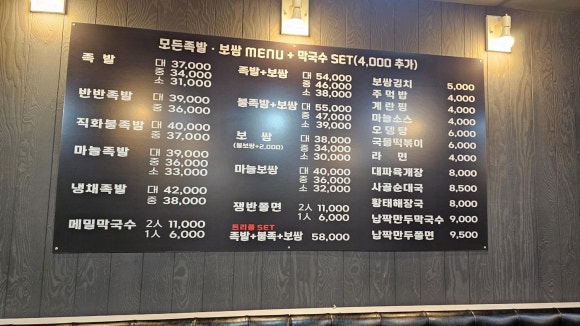 모든족발 · 보쌈 MENU + 막국수 SET(4,000 추가)
족 발 대 37,000
중 34,000
소 31,000
반반족발 대 39,000
중 36,000
직화불족발 대 40,000
중 37,000
마늘족발 대 39,000
중 36,000
소 33,000
냉채족발 대 42,000
중 38,000
메밀막국수 2人 11,000
1人 6,000
족발+보쌈 대 54,000
중 46,000
소 38,000
불족발+보쌈 대 55,000
중 47,000
소 39,000
보 쌈 대 38,000
(불보쌈+2,000) 중 34,000
소 30,000
마늘보쌈 대 40,000
중 36,000
소 32,000
쟁반쫄면 2人 11,000
1人 6,000
트리플 SET
족발+불족+보쌈 58,000
보쌈김치 5,000
주먹밥 4,000
계란찜 4,000
마늘소스 4,000
오뎅탕 6,000
국물떡볶이 6,000
라 면 4,000
대파육개장 8,000
사골순대국 8,500
황태해장국 8,000
납짝만두막국수 9,000
납짝만두쫄면 9,500